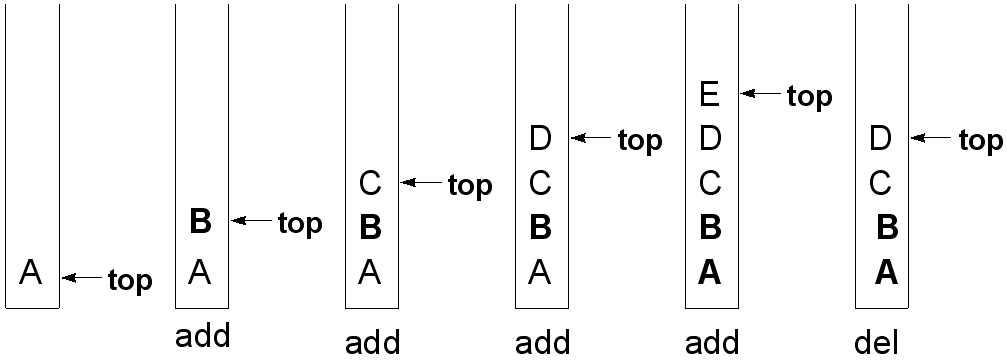 E top
D top D D top
C top C C C
B top B B B B
A top A A A A A
add add add add del